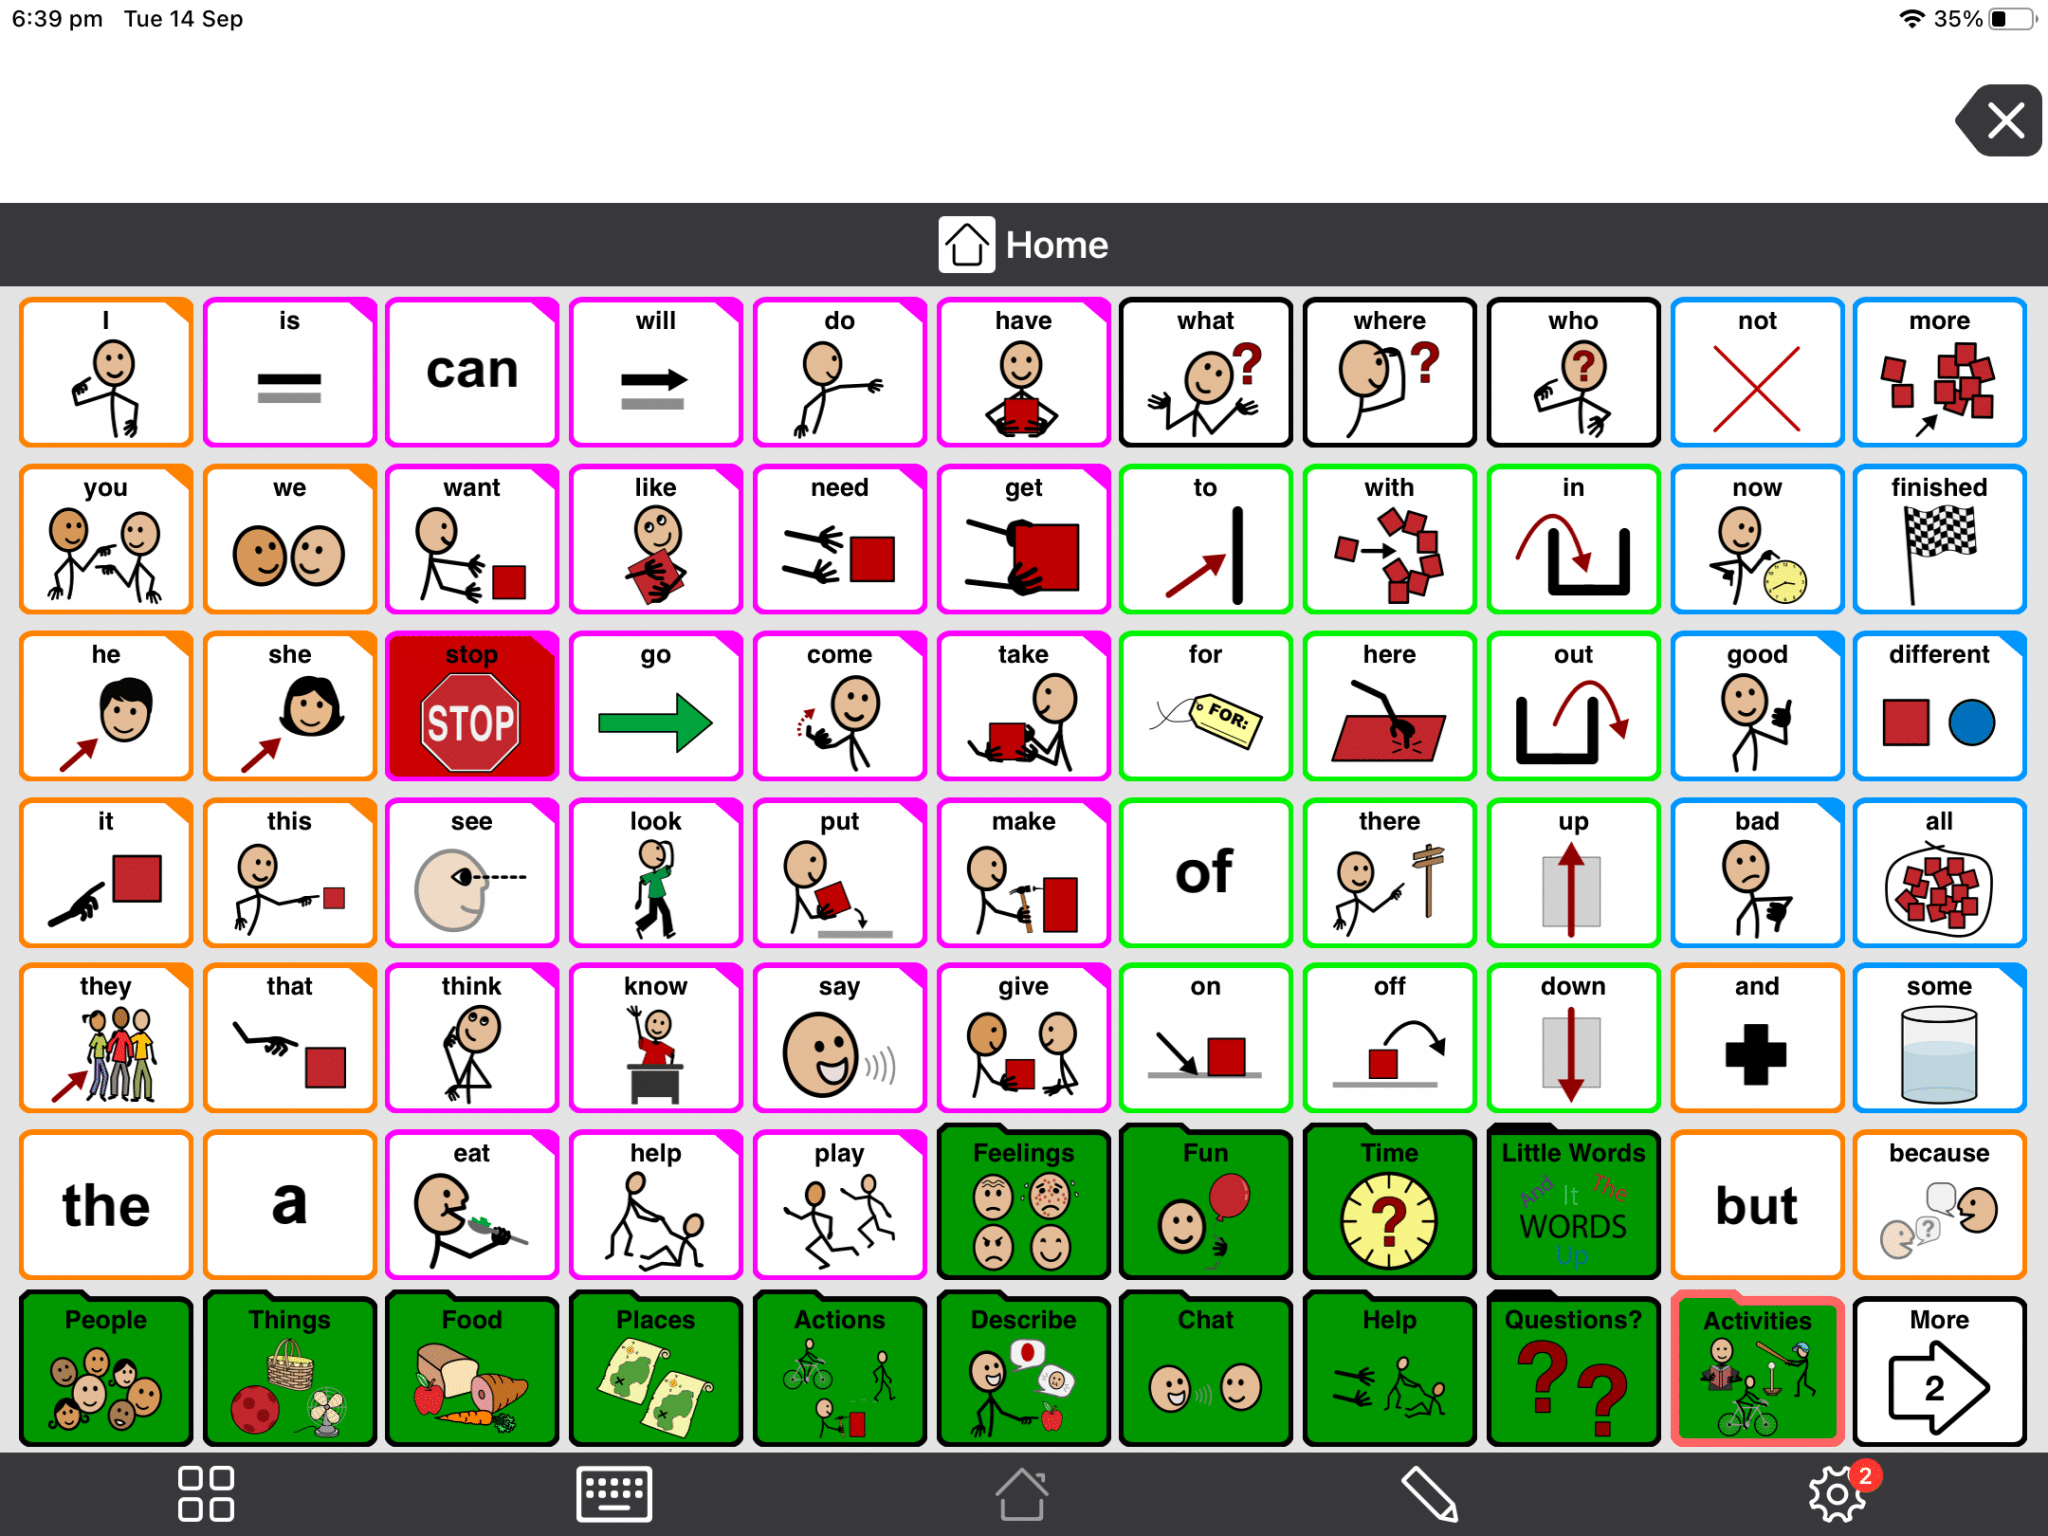 6:39 pm Tue 14 Sep 35%
Home
I is can will do have what where who not more
you we want like need get to with in now finished
he she stop go come take for here out good different
STOP FOR:
it this see look put make of there up bad all
they that think know say give on off down and some
the a eat help play Feelings Fun Time Little Words but because
And It The
WORDS
Up
People Things Food Places Actions Describe Chat Help Questions? Activities More
2
2